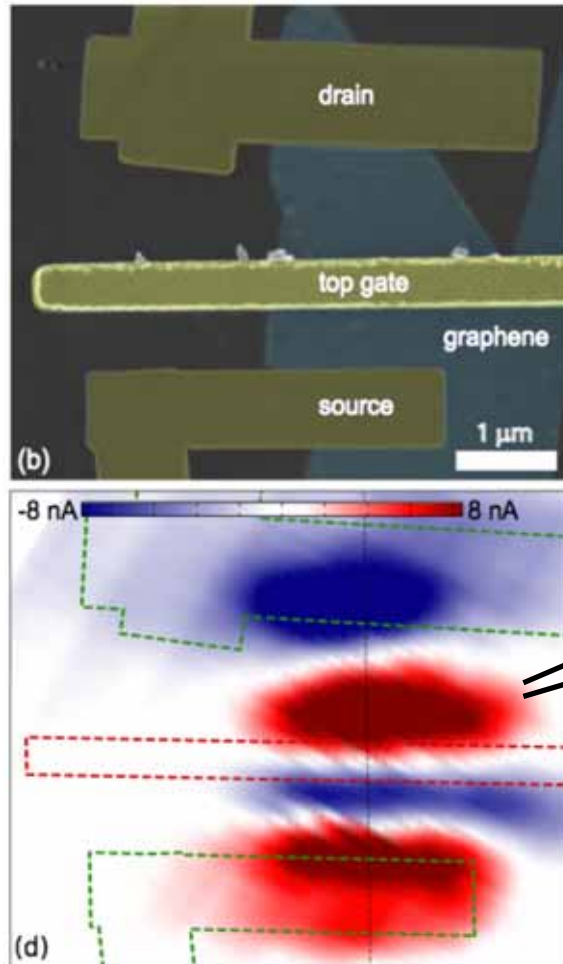 drain
top gate
graphene
source
1 μm
(b)
-8 nA
8 nA
(d)